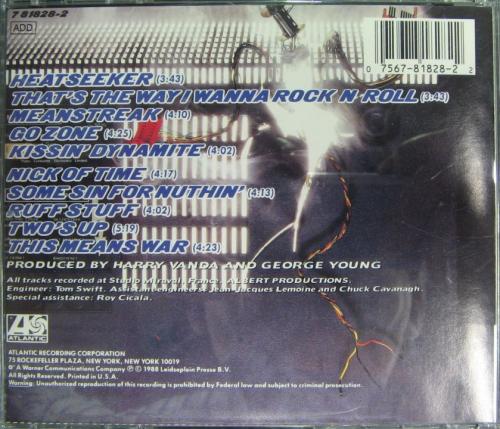 7 81828-2
ADD
0 7567-81828-2 2
HEATSEEKER (3:43)
THAT'S THE WAY I WANNA ROCK N ROLL (3:43)
MEANSTREAK (4:10)
GO ZONE (4:25)
KISSIN' DYNAMITE (4:02)
NICK OF TIME (4:17)
SOME SIN FOR NUTHIN' (4:13)
RUFF STUFF (4:02)
TWO'S UP (5:19)
THIS MEANS WAR (4:23)
PRODUCED BY HARRY VANDA AND GEORGE YOUNG
All tracks recorded at Studio Miraval, France. ALBERT PRODUCTIONS.
Engineer: Tom Swift. Assistant engineers: Jean-Jacques Lemoine and Chuck Cavanagh.
Special assistance: Roy Cicala.
ATLANTIC
ATLANTIC RECORDING CORPORATION
75 ROCKEFELLER PLAZA, NEW YORK, NEW YORK 10019
A Warner Communications Company ℗ © 1988 Leidseplein Presse B.V.
All Rights Reserved. Printed in U.S.A.
Warning: Unauthorized reproduction of this recording is prohibited by Federal law and subject to criminal prosecution.